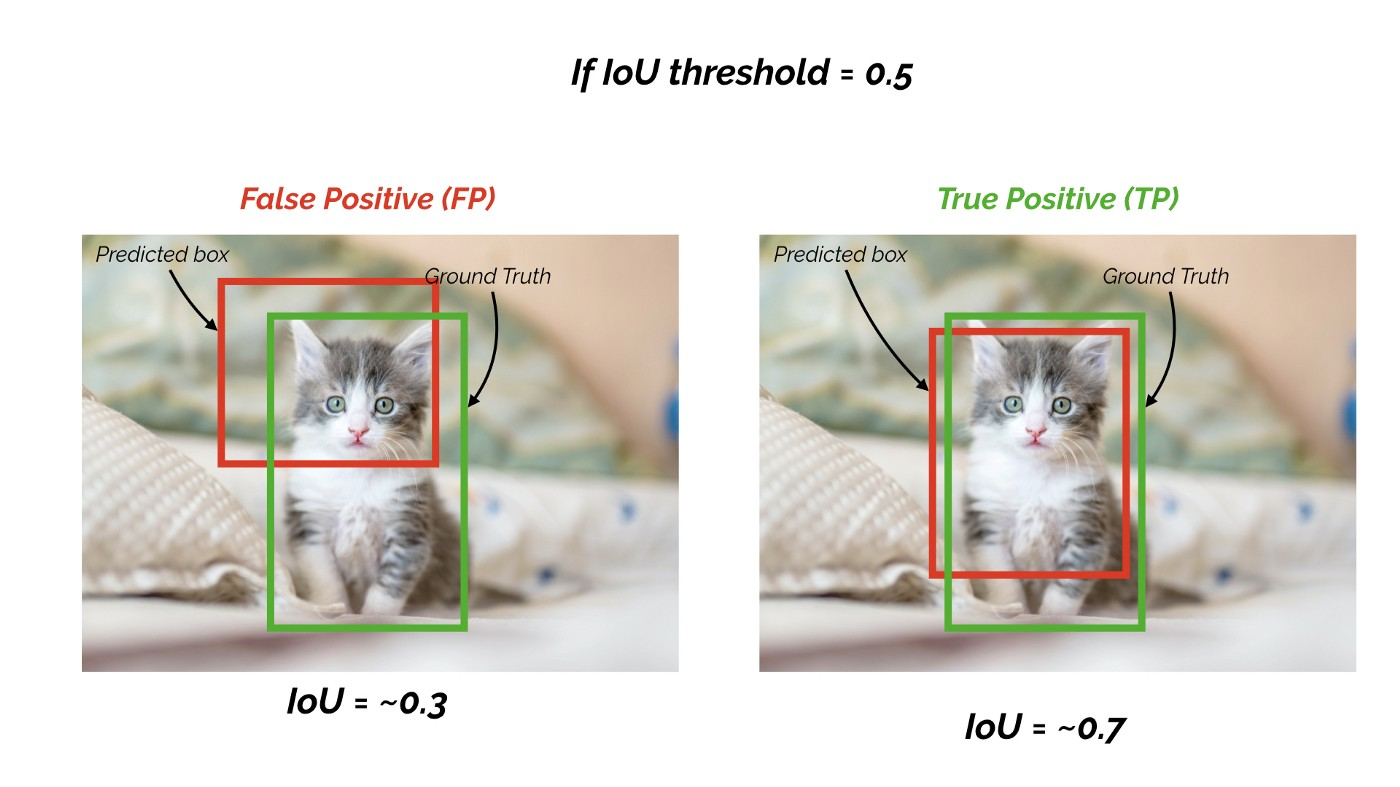 If IoU threshold = 0.5
False Positive (FP)
Predicted box
Ground Truth
IoU = ~0.3
True Positive (TP)
Predicted box
Ground Truth
IoU = ~0.7